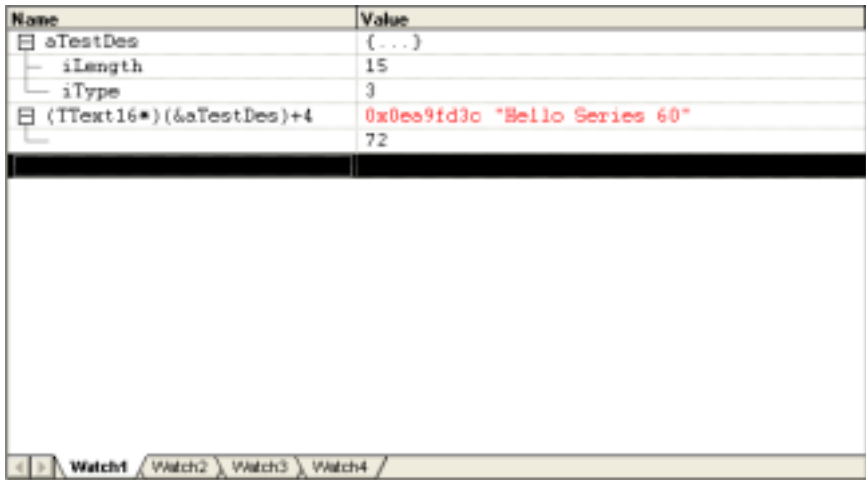 Name Value
aTestDes {...}
iLength 15
iType 3
(TText16*)(&aTestDes)+4 0x0ea9fd3c "Hello Series 60"
72
Watch1 Watch2 Watch3 Watch4